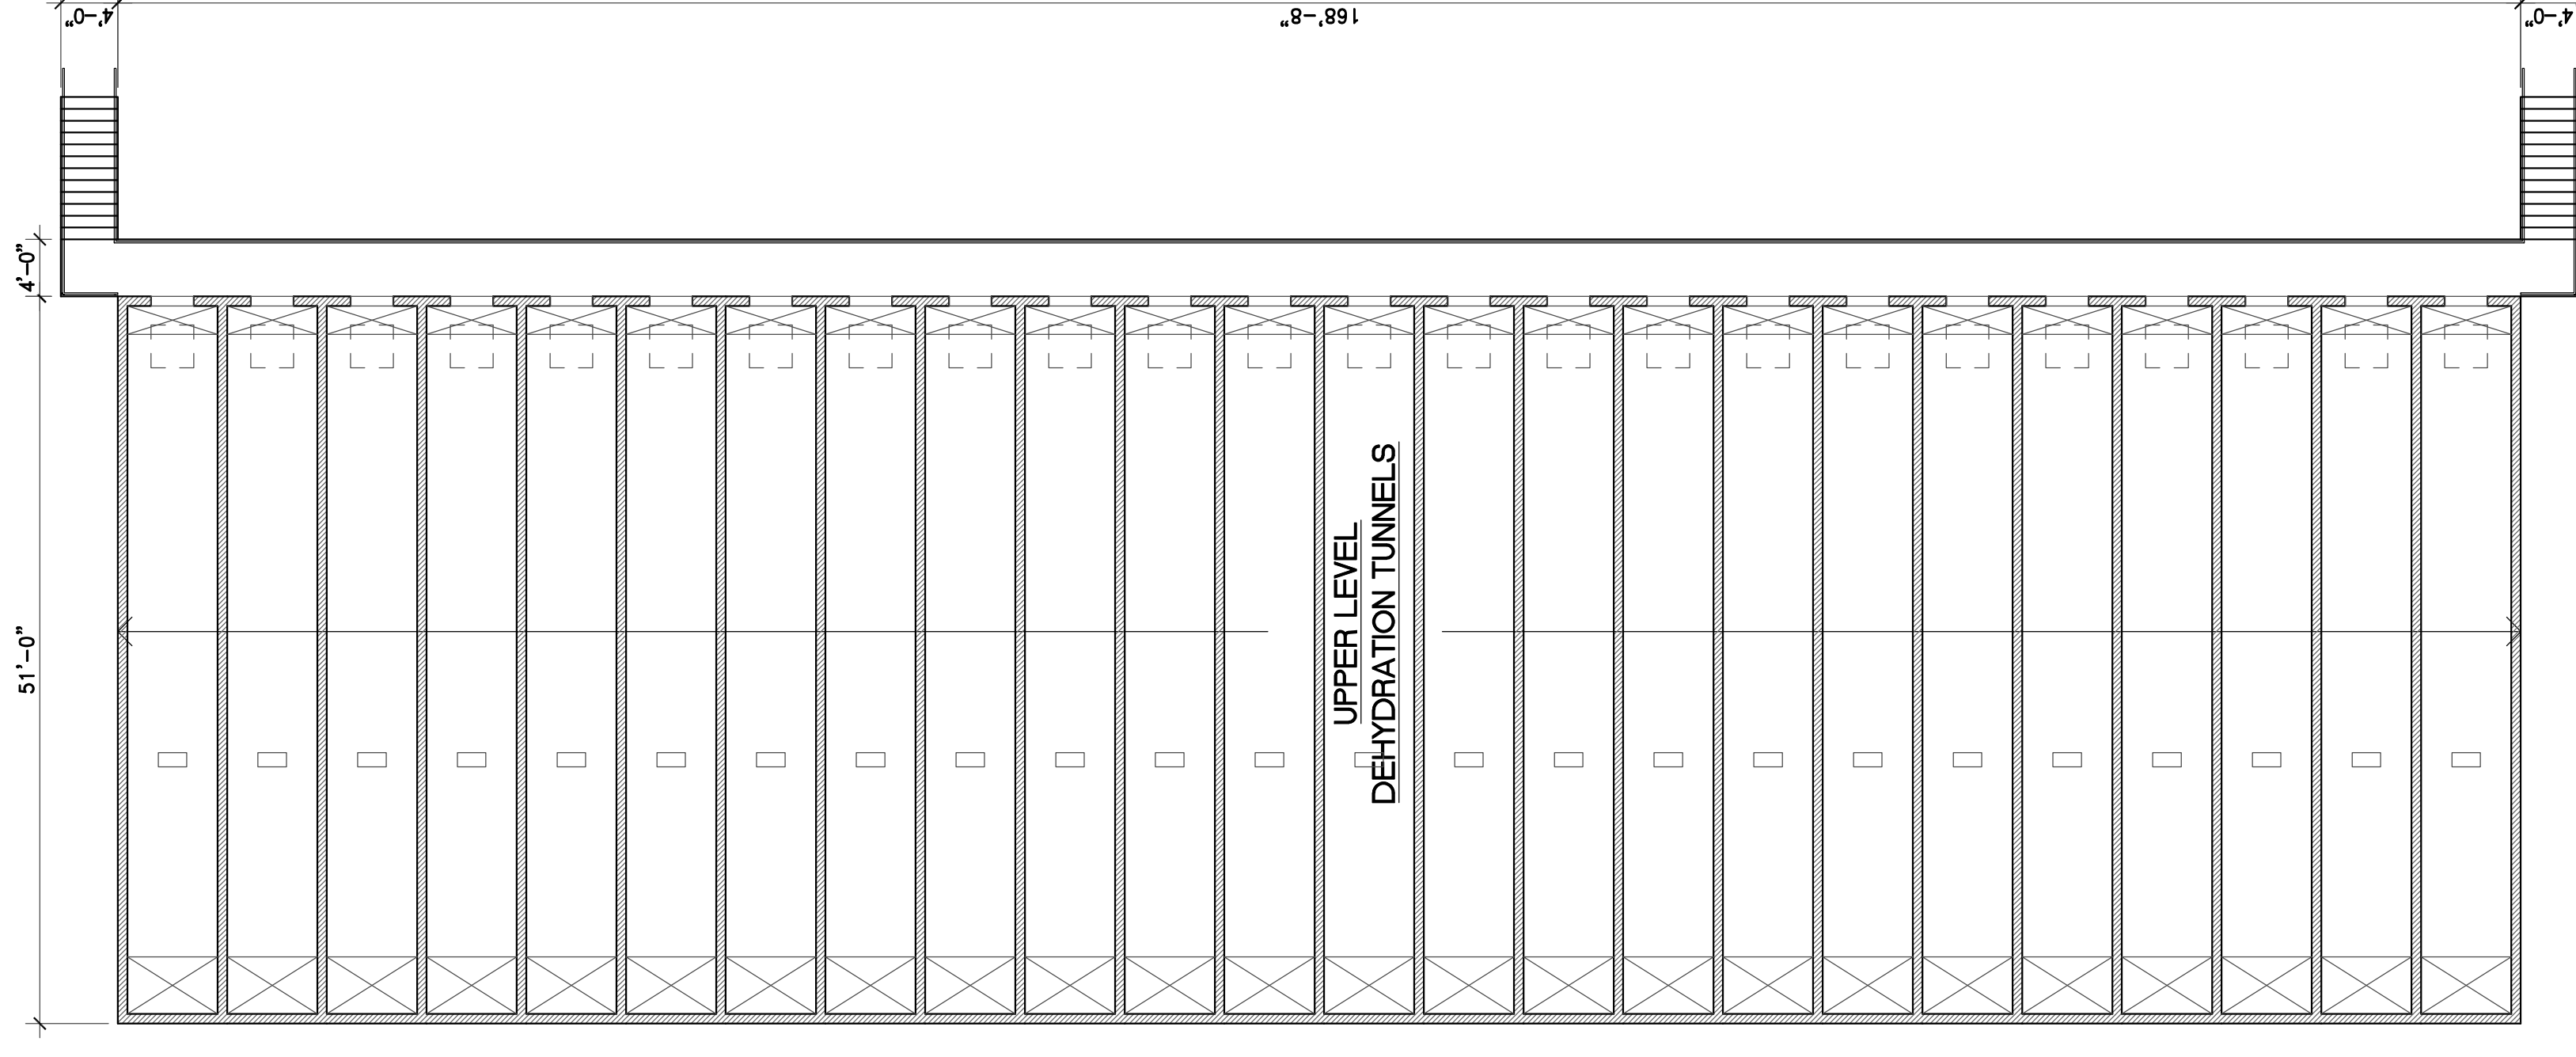 4'-0"
168'-8"
4'-0"
4'-0"
51'-0"
UPPER LEVEL
DEHYDRATION TUNNELS